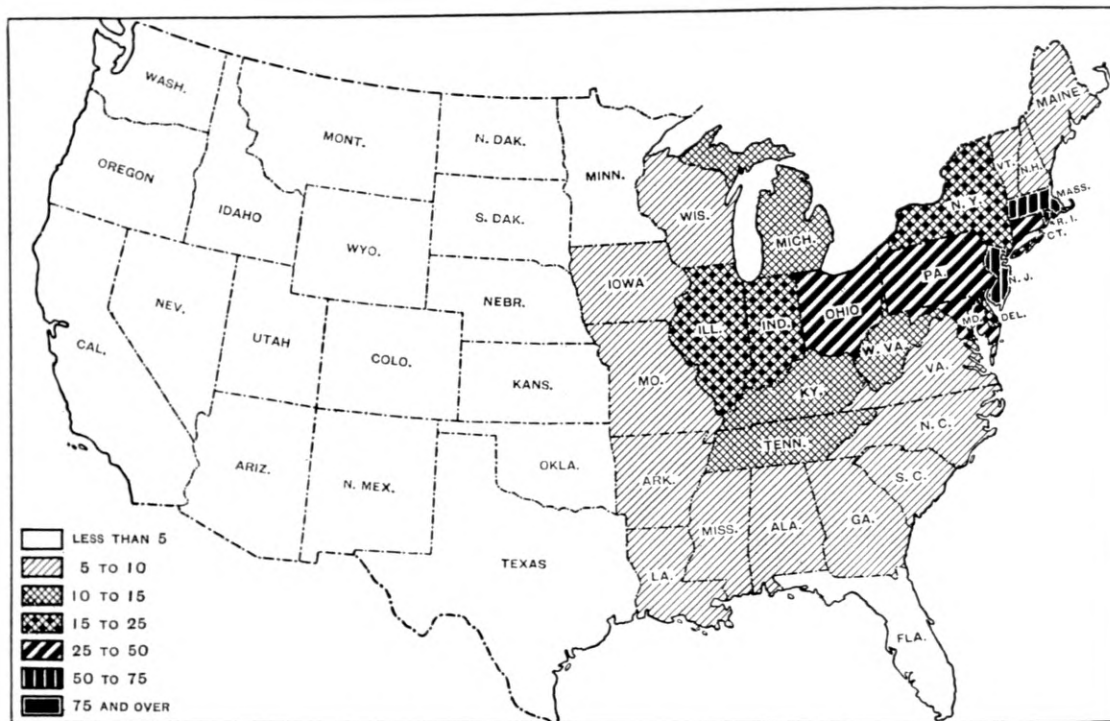 WASH.
MONT.
N. DAK.
MINN.
MAINE
OREGON
IDAHO
S. DAK.
WIS.
MICH.
N.Y.
VT.
N.H.
MASS.
R. I.
CT.
WYO.
NEBR.
IOWA
PA.
N. J.
NEV.
UTAH
COLO.
KANS.
MO.
ILL.
IND.
OHIO
MD.
DEL.
W. VA.
VA.
CAL.
KY.
N. C.
TENN.
ARIZ.
N. MEX.
OKLA.
ARK.
S. C.
TEXAS
LA.
MISS.
ALA.
GA.
FLA.
LESS THAN 5
5 TO 10
10 TO 15
15 TO 25
25 TO 50
50 TO 75
75 AND OVER